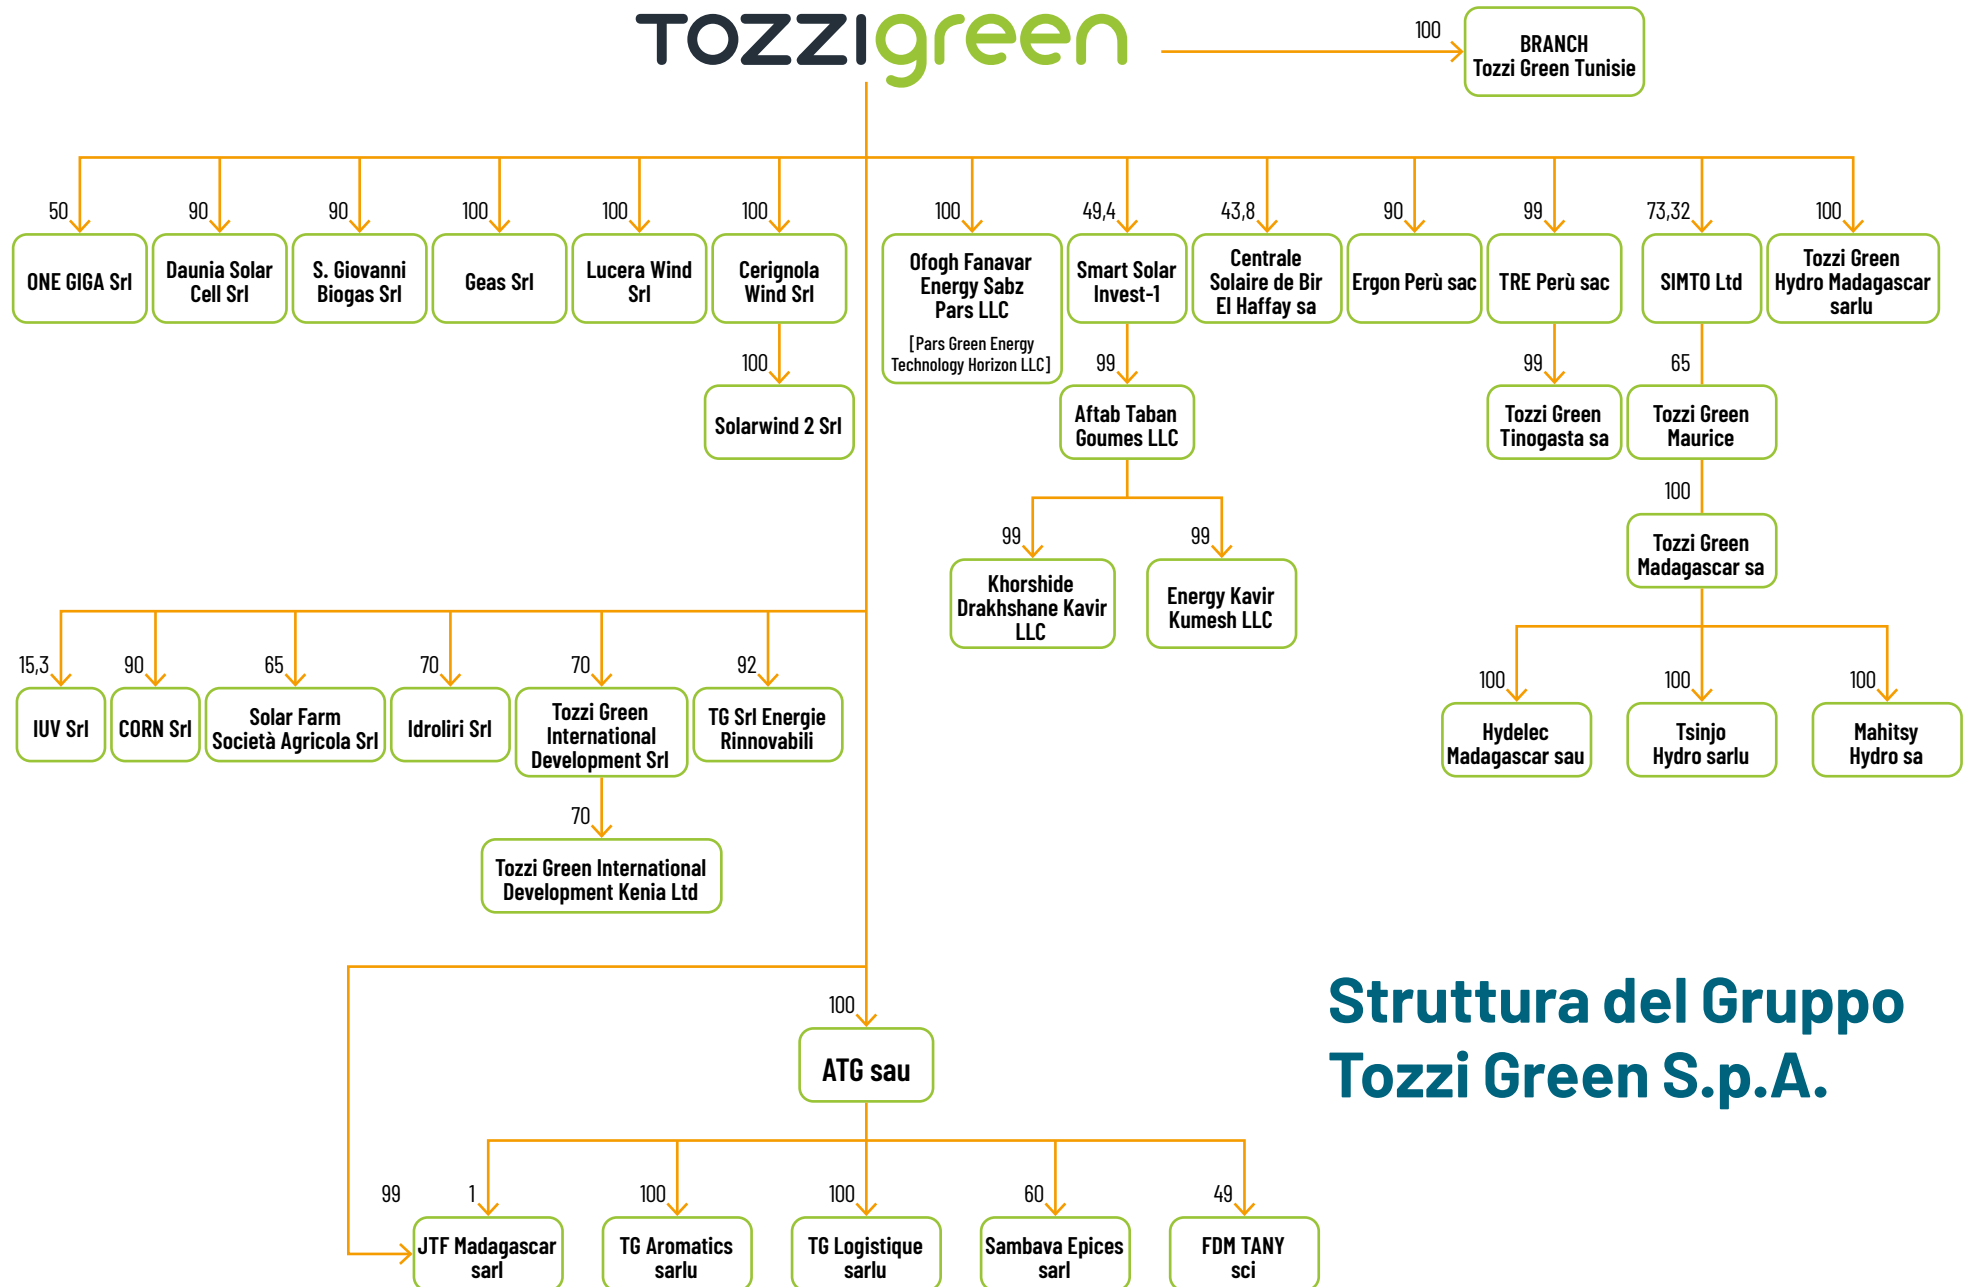 TOZZIgreen
100
BRANCH
Tozzi Green Tunisie
50
ONE GIGA Srl
90
Daunia Solar
Cell Srl
90
S. Giovanni
Biogas Srl
100
Geas Srl
100
Lucera Wind
Srl
100
Cerignola
Wind Srl
100
Solarwind 2 Srl
100
Ofogh Fanavar
Energy Sabz
Pars LLC
[Pars Green Energy
Technology Horizon LLC]
49,4
Smart Solar
Invest-1
99
Aftab Taban
Goumes LLC
99
Khorshide
Drakhshane Kavir
LLC
99
Energy Kavir
Kumesh LLC
43,8
Centrale
Solaire de Bir
El Haffay sa
90
Ergon Perù sac
99
TRE Perù sac
99
Tozzi Green
Tinogasta sa
73,32
SIMTO Ltd
65
Tozzi Green
Maurice
100
Tozzi Green
Madagascar sa
100
Hydelec
Madagascar sau
100
Tsinjo
Hydro sarlu
100
Mahitsy
Hydro sa
100
Tozzi Green
Hydro Madagascar
sarlu
15,3
IUV Srl
90
CORN Srl
65
Solar Farm
Società Agricola Srl
70
Idroliri Srl
70
Tozzi Green
International
Development Srl
70
Tozzi Green International
Development Kenia Ltd
92
TG Srl Energie
Rinnovabili
100
ATG sau
99
1
JTF Madagascar
sarl
100
TG Aromatics
sarlu
100
TG Logistique
sarlu
60
Sambava Epices
sarl
49
FDM TANY
sci
Struttura del Gruppo
Tozzi Green S.p.A.